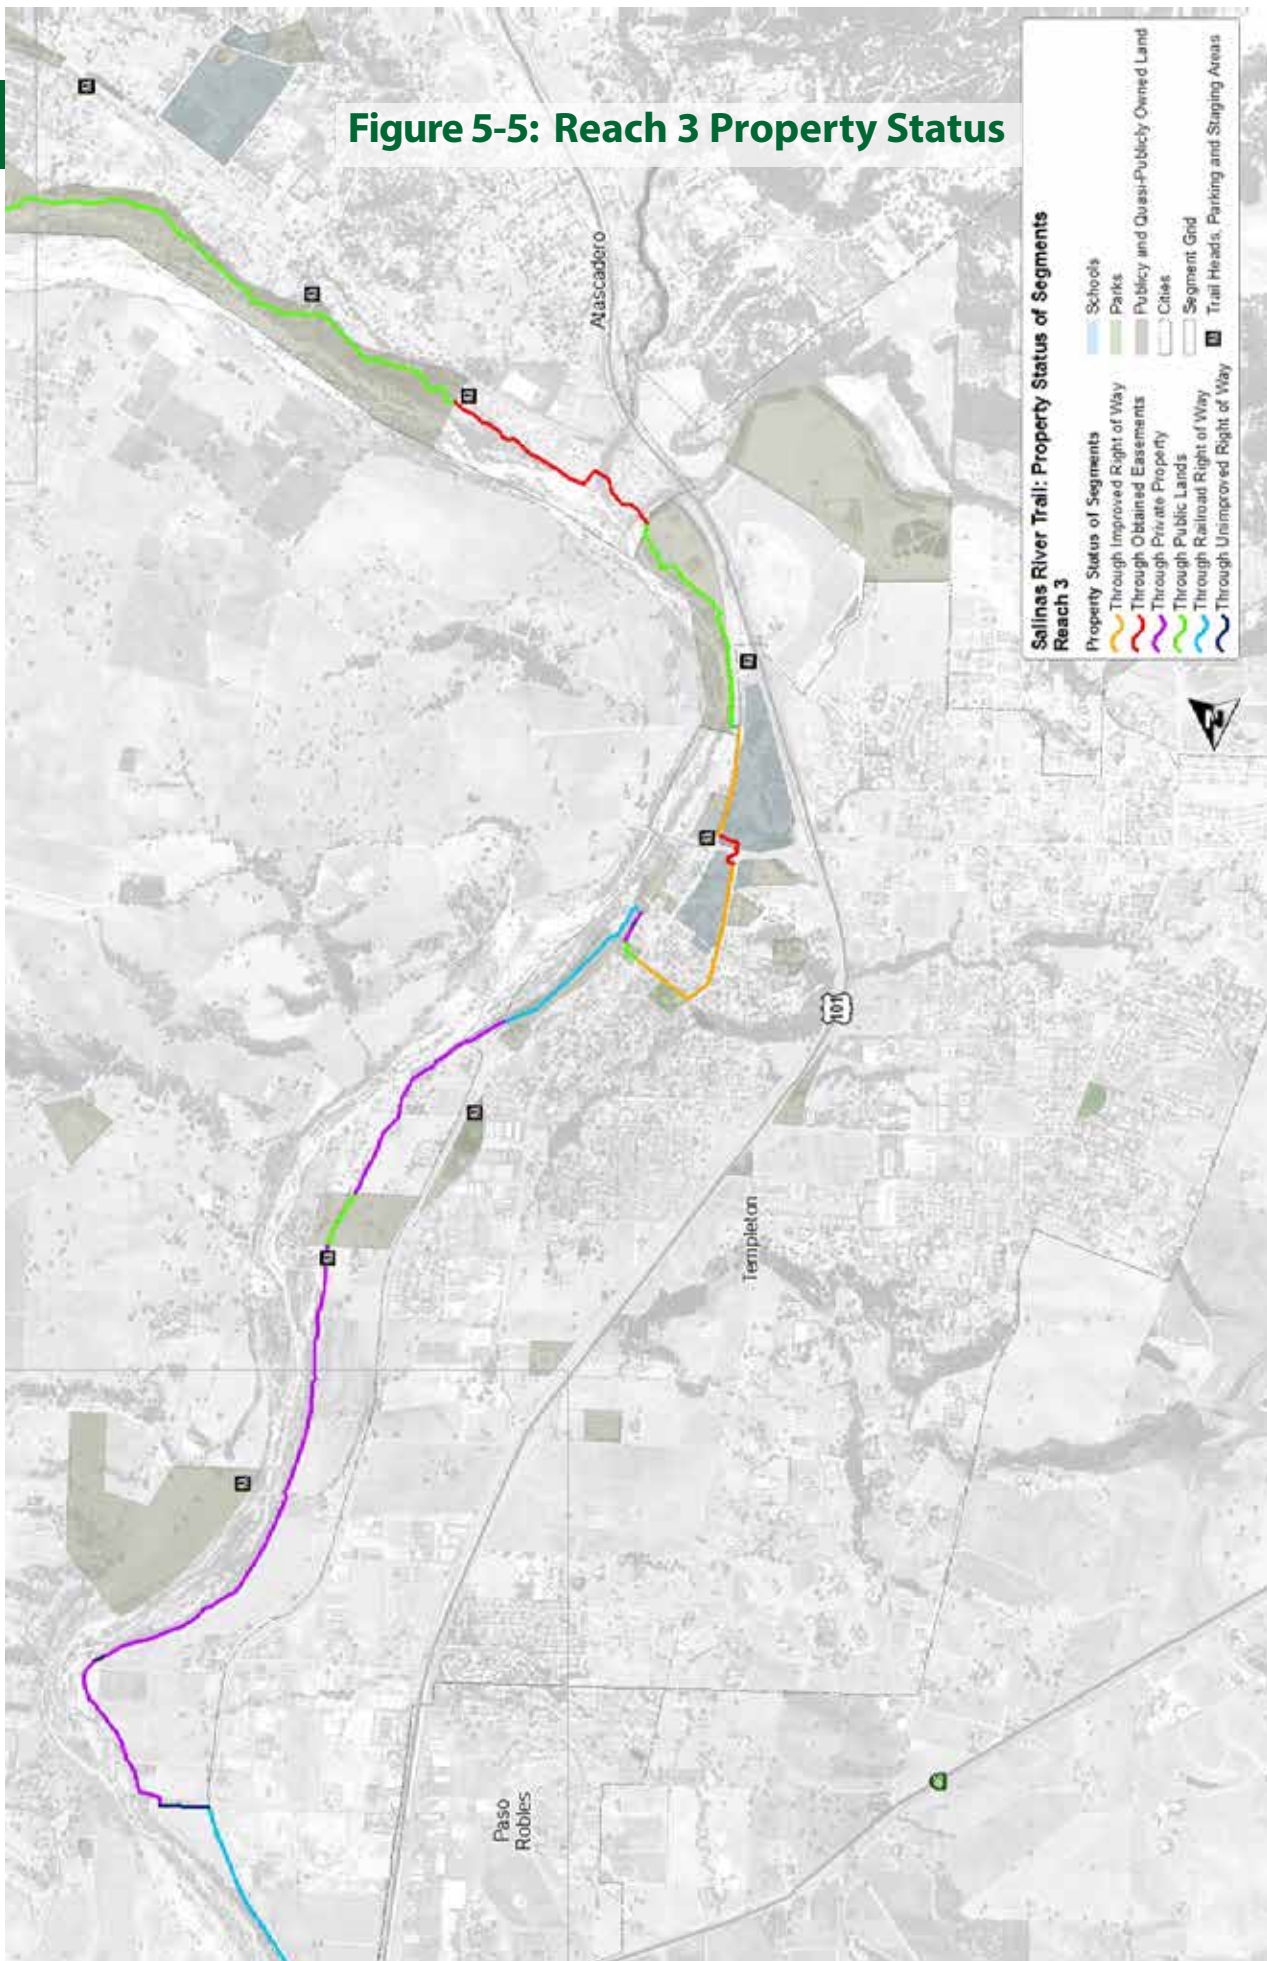 Figure 5-5: Reach 3 Property Status
Salinas River Trail: Property Status of Segments
Reach 3
Property Status of Segments
Through Improved Right of Way
Through Obtained Easements
Through Private Property
Through Public Lands
Through Railroad Right of Way
Through Unimproved Right of Way
Schools
Parks
Publicy and Quasi-Publicly Owned Land
Cities
Segment Grid
Trail Heads, Parking and Staging Areas
Atascadero
Templeton
101
Paso
Robles